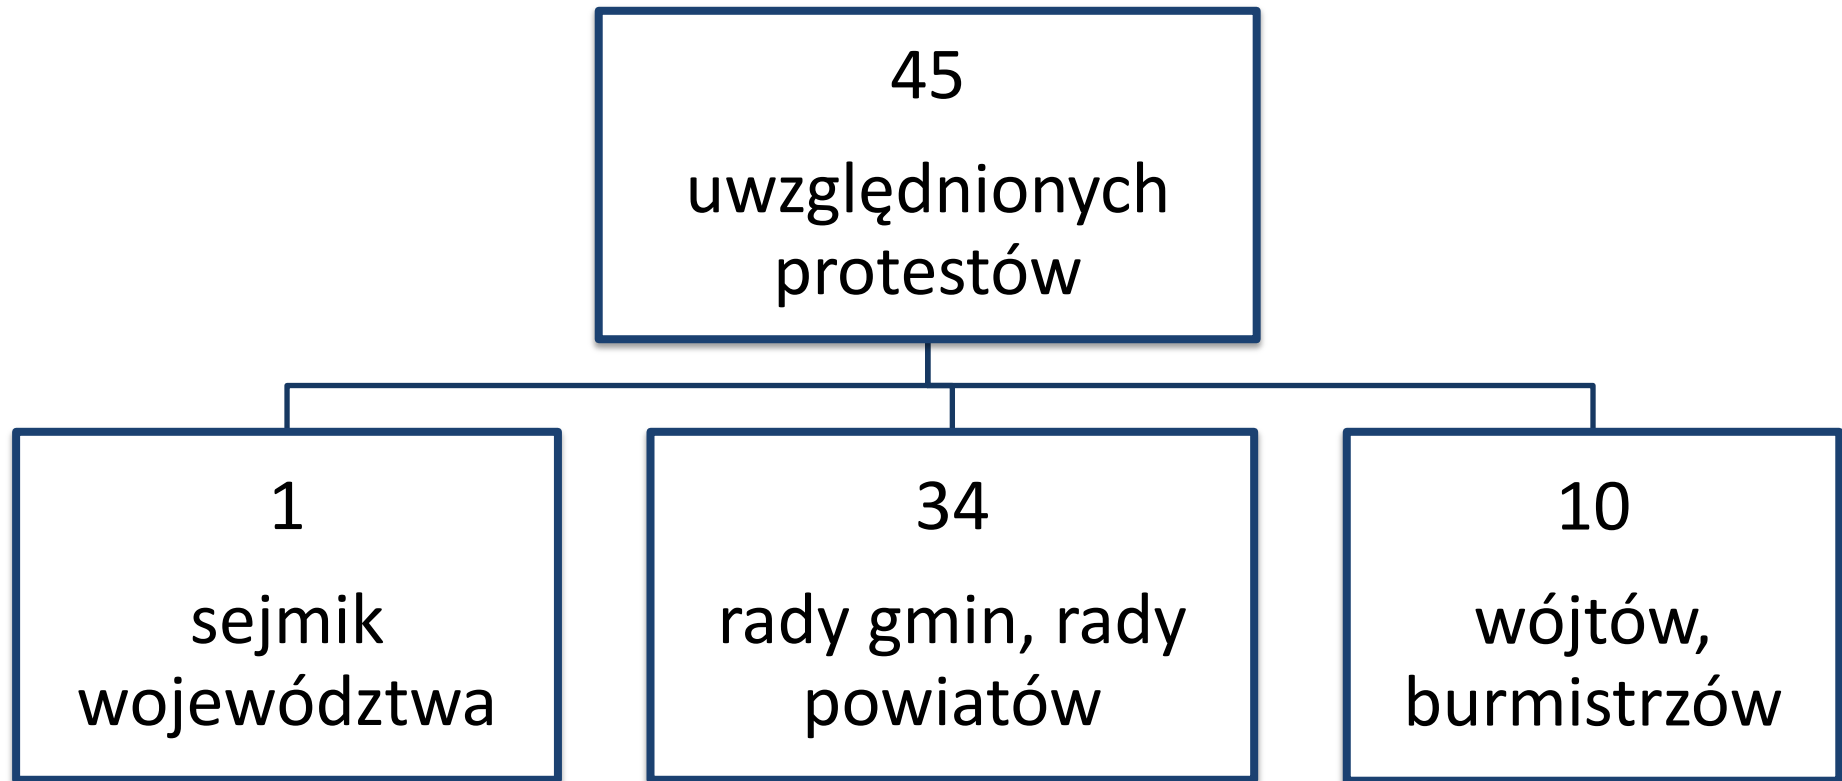 45
uwzględnionych
protestów
1
sejmik
województwa
34
rady gmin, rady
powiatów
10
wójtów,
burmistrzów